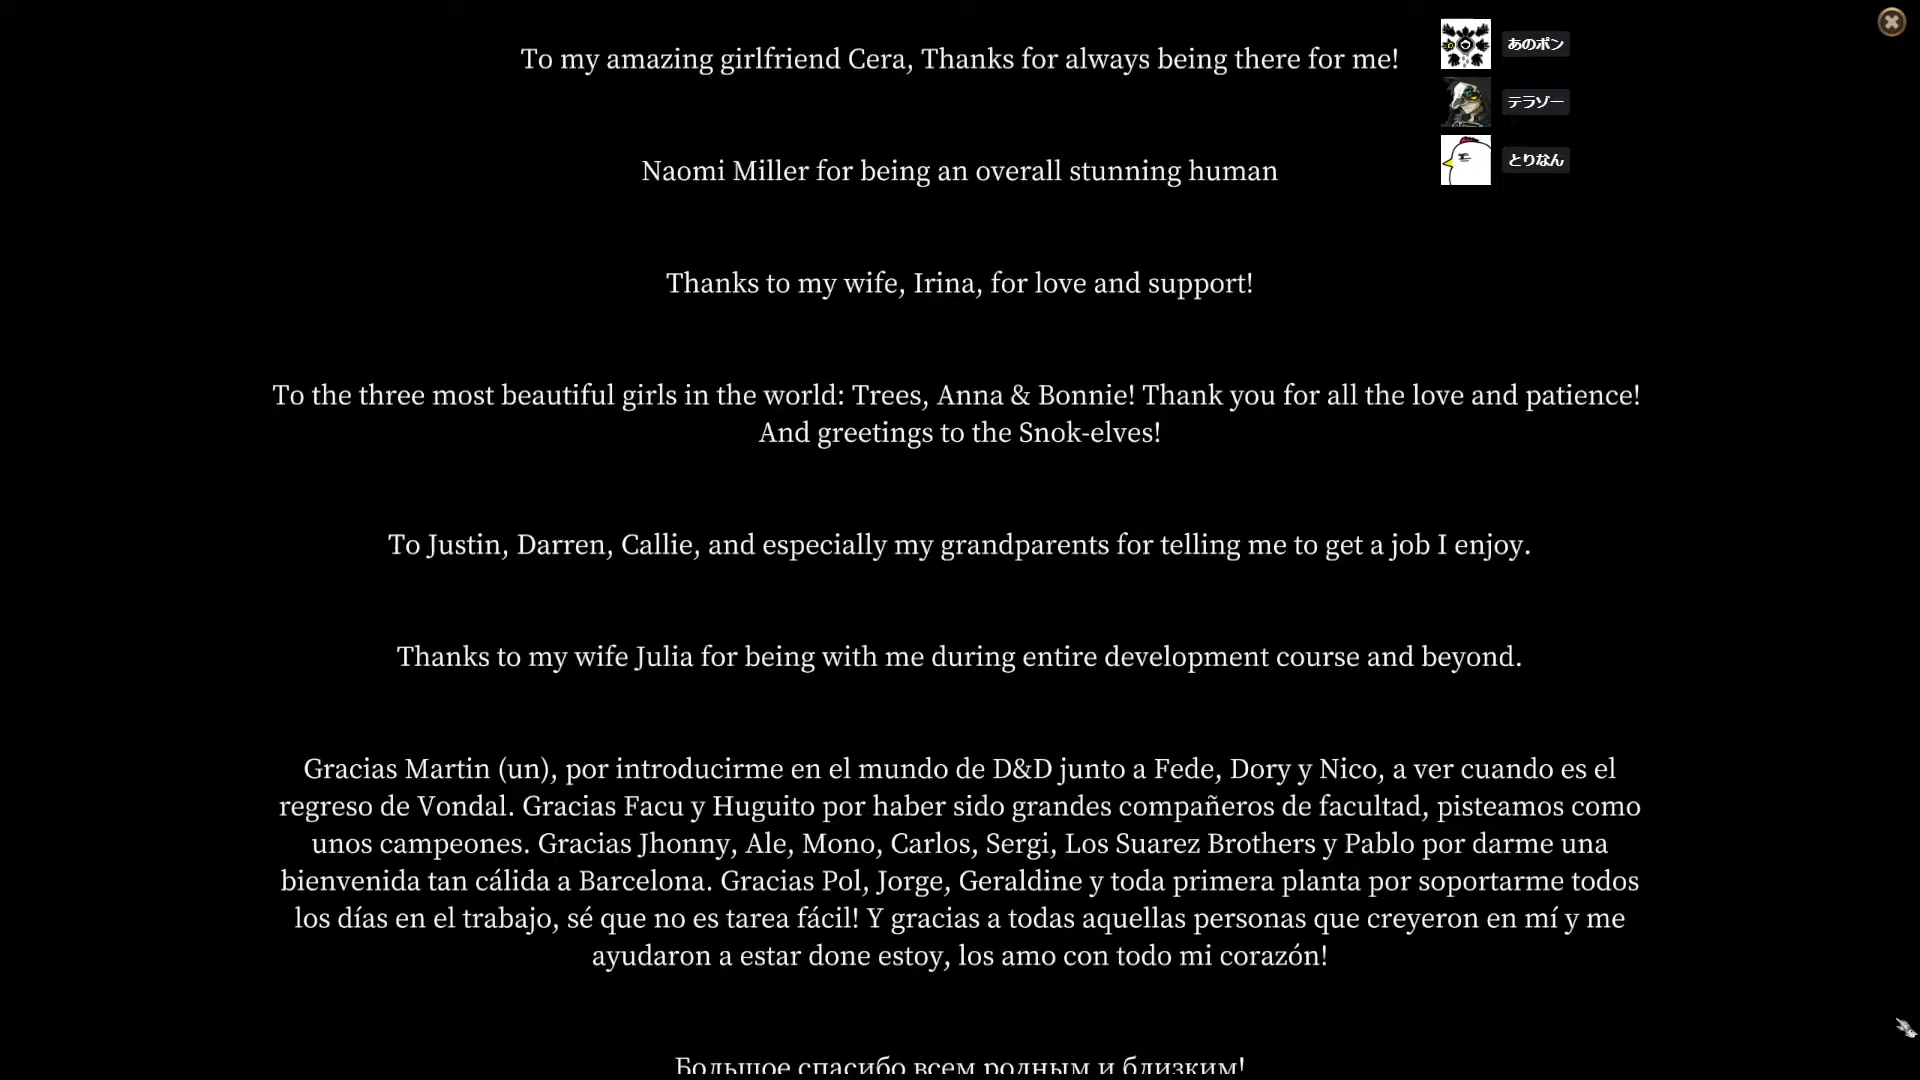 To my amazing girlfriend Cera, Thanks for always being there for me!
あのポン
テラゾー
Naomi Miller for being an overall stunning human
とりなん
Thanks to my wife, Irina, for love and support!
To the three most beautiful girls in the world: Trees, Anna & Bonnie! Thank you for all the love and patience!
And greetings to the Snok-elves!
To Justin, Darren, Callie, and especially my grandparents for telling me to get a job I enjoy.
Thanks to my wife Julia for being with me during entire development course and beyond.
Gracias Martin (un), por introducirme en el mundo de D&D junto a Fede, Dory y Nico, a ver cuando es el
regreso de Vondal. Gracias Facu y Huguito por haber sido grandes compañeros de facultad, pisteamos como
unos campeones. Gracias Jhonny, Ale, Mono, Carlos, Sergi, Los Suarez Brothers y Pablo por darme una
bienvenida tan cálida a Barcelona. Gracias Pol, Jorge, Geraldine y toda primera planta por soportarme todos
los días en el trabajo, sé que no es tarea fácil! Y gracias a todas aquellas personas que creyeron en mí y me
ayudaron a estar done estoy, los amo con todo mi corazón!
Большое спасибо всем родным и близким!